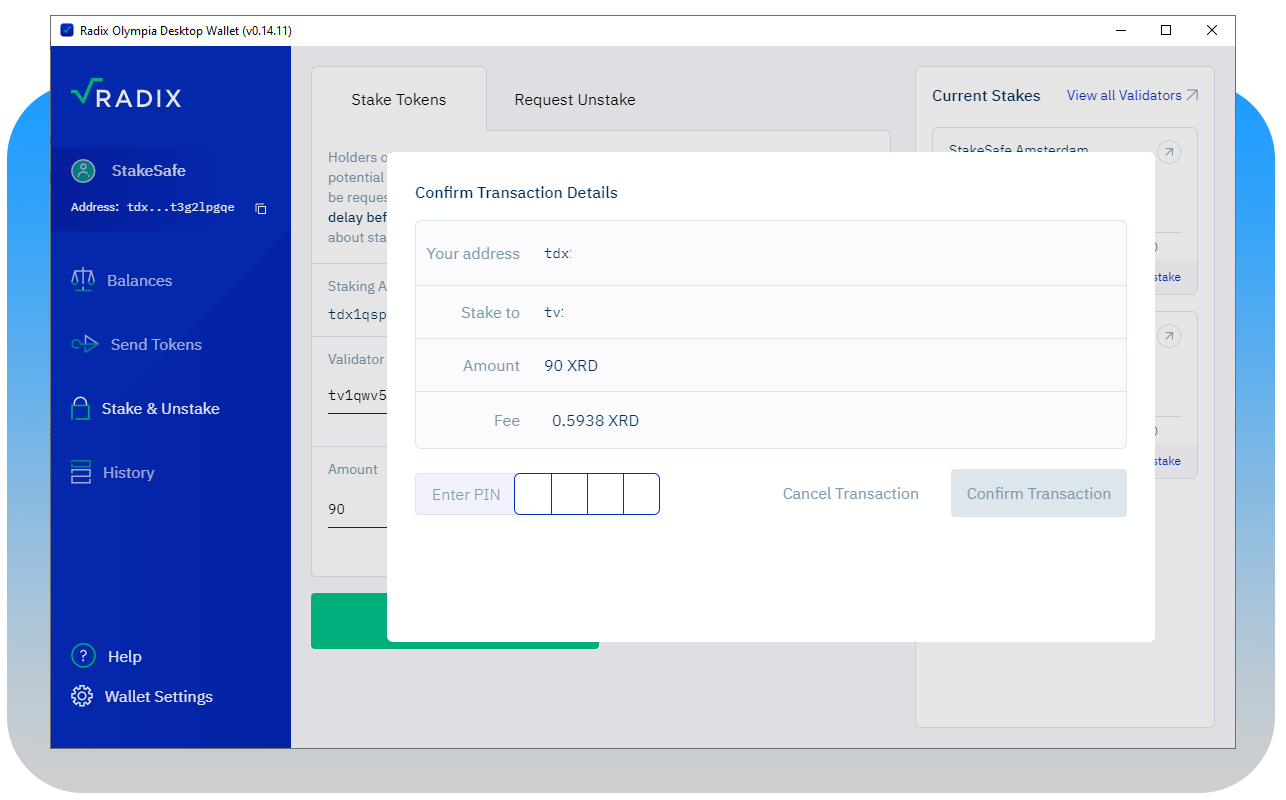 Radix Olympia Desktop Wallet (v0.14.11)
RADIX
StakeSafe
Address: tdx...t3g2lpgqe
Balances
Send Tokens
Stake & Unstake
History
Help
Wallet Settings
Stake Tokens
Request Unstake
Holders
potential
be reques
delay bef
about sta
Staking A
tdx1qsp
Validator
tv1qwv5
Amount
90
Current Stakes
View all Validators
StakeSafe Amsterdam
stake
stake
Confirm Transaction Details
Your address tdx
Stake to tv
Amount 90 XRD
Fee 0.5938 XRD
Enter PIN
Cancel Transaction
Confirm Transaction